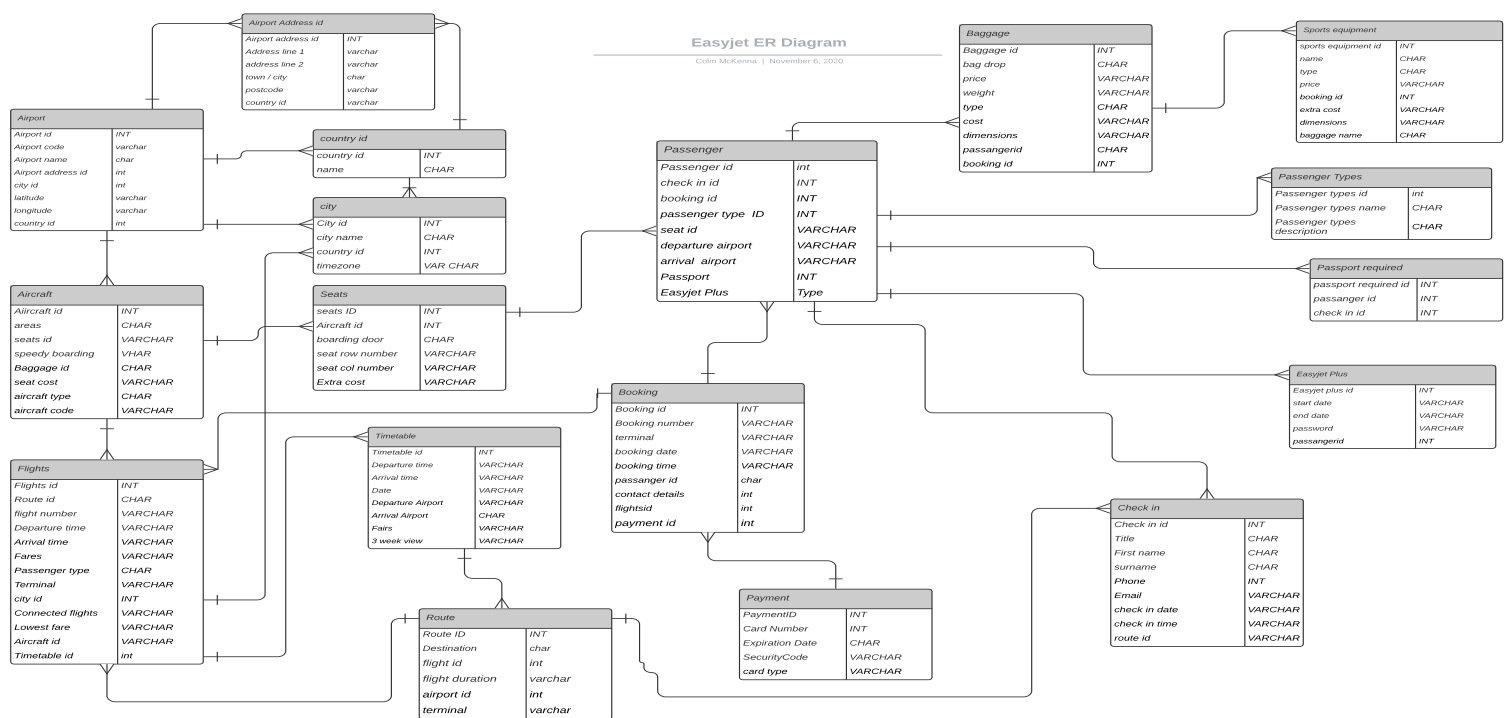 Easyjet ER Diagram
Colm McKenna | November 6, 2020
Airport Address id
Airport address id INT
Address line 1 varchar
address line 2 varchar
town / city char
postcode varchar
country id varchar
Airport
Airport id INT
Airport code varchar
Airport name char
Airport address id int
city id int
latitude varchar
longitude varchar
country id int
country id
country id INT
name CHAR
city
City id INT
city name CHAR
country id INT
timezone VAR CHAR
Aircraft
Aiircraft id INT
areas CHAR
seats id VARCHAR
speedy boarding VHAR
Baggage id CHAR
seat cost VARCHAR
aircraft type CHAR
aircraft code VARCHAR
Seats
seats ID INT
Aircraft id INT
boarding door CHAR
seat row number VARCHAR
seat col number VARCHAR
Extra cost VARCHAR
Flights
Flights id INT
Route id CHAR
flight number VARCHAR
Departure time VARCHAR
Arrival time VARCHAR
Fares VARCHAR
Passenger type CHAR
Terminal VARCHAR
city id INT
Connected flights VARCHAR
Lowest fare VARCHAR
Aircraft id VARCHAR
Timetable id int
Timetable
Timetable id INT
Departure time VARCHAR
Arrival time VARCHAR
Date VARCHAR
Departure Airport VARCHAR
Arrival Airport CHAR
Fairs VARCHAR
3 week view VARCHAR
Route
Route ID INT
Destination char
flight id int
flight duration varchar
airport id int
terminal varchar
Passenger
Passenger id int
check in id INT
booking id INT
passenger type ID INT
seat id VARCHAR
departure airport VARCHAR
arrival airport VARCHAR
Passport INT
Easyjet Plus Type
Booking
Booking id INT
Booking number VARCHAR
terminal VARCHAR
booking date VARCHAR
booking time VARCHAR
passanger id char
contact details int
flightsid int
payment id int
Payment
PaymentID INT
Card Number INT
Expiration Date CHAR
SecurityCode VARCHAR
card type VARCHAR
Baggage
Baggage id INT
bag drop CHAR
price VARCHAR
weight VARCHAR
type CHAR
cost VARCHAR
dimensions VARCHAR
passangerid CHAR
booking id INT
Sports equipment
sports equipment id INT
name CHAR
type CHAR
price VARCHAR
booking id INT
extra cost VARCHAR
dimensions VARCHAR
baggage name CHAR
Passenger Types
Passenger types id int
Passenger types name CHAR
Passenger types
description CHAR
Passport required
passport required id INT
passanger id INT
check in id INT
Easyjet Plus
Easyjet plus id INT
start date VARCHAR
end date VARCHAR
password VARCHAR
passangerid INT
Check in
Check in id INT
Title CHAR
First name CHAR
surname CHAR
Phone INT
Email VARCHAR
check in date VARCHAR
check in time VARCHAR
route id VARCHAR